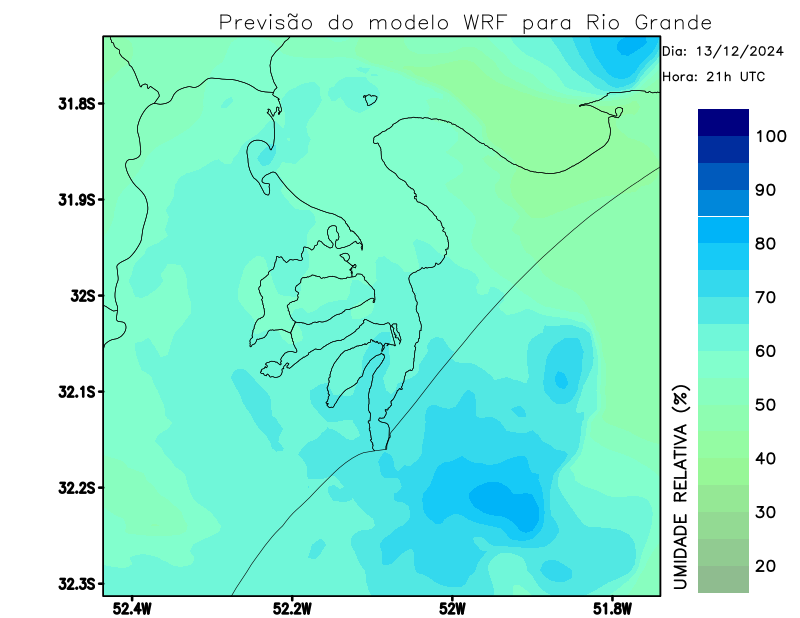 Previsão do modelo WRF para Rio Grande
Dia: 13/12/2024
Hora: 21h UTC
31.8S
31.9S
32S
32.1S
32.2S
32.3S
52.4W
52.2W
52W
51.8W
100
90
80
70
60
50
40
30
20
UMIDADE RELATIVA (%)